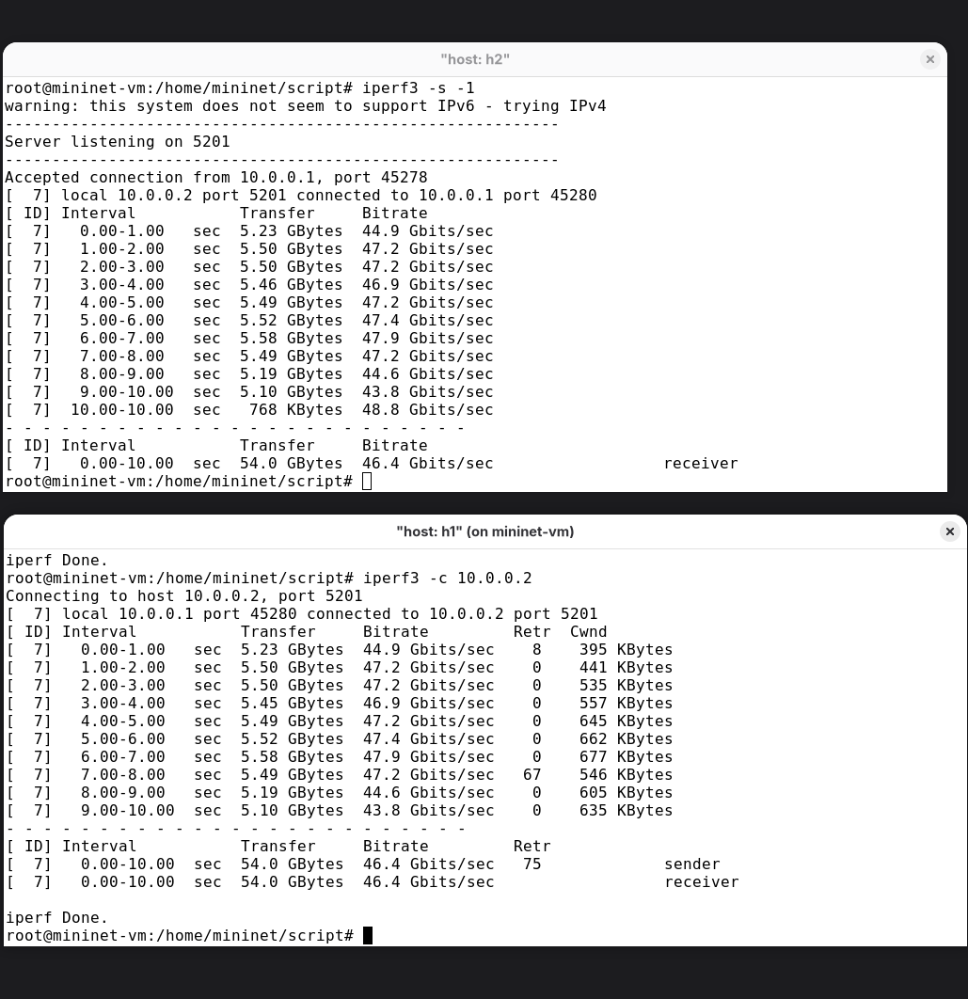 "host: h2"
root@mininet-vm:/home/mininet/script# iperf3 -s -1
warning: this system does not seem to support IPv6 - trying IPv4
-----------------------------------------------------------
Server listening on 5201
-----------------------------------------------------------
Accepted connection from 10.0.0.1, port 45278
[  7] local 10.0.0.2 port 5201 connected to 10.0.0.1 port 45280
[ ID] Interval           Transfer     Bitrate
[  7]   0.00-1.00   sec  5.23 GBytes  44.9 Gbits/sec
[  7]   1.00-2.00   sec  5.50 GBytes  47.2 Gbits/sec
[  7]   2.00-3.00   sec  5.50 GBytes  47.2 Gbits/sec
[  7]   3.00-4.00   sec  5.46 GBytes  46.9 Gbits/sec
[  7]   4.00-5.00   sec  5.49 GBytes  47.2 Gbits/sec
[  7]   5.00-6.00   sec  5.52 GBytes  47.4 Gbits/sec
[  7]   6.00-7.00   sec  5.58 GBytes  47.9 Gbits/sec
[  7]   7.00-8.00   sec  5.49 GBytes  47.2 Gbits/sec
[  7]   8.00-9.00   sec  5.19 GBytes  44.6 Gbits/sec
[  7]   9.00-10.00  sec  5.10 GBytes  43.8 Gbits/sec
[  7]  10.00-10.00  sec   768 KBytes  48.8 Gbits/sec
- - - - - - - - - - - - - - - - - - - - - - - - -
[ ID] Interval           Transfer     Bitrate
[  7]   0.00-10.00  sec  54.0 GBytes  46.4 Gbits/sec                  receiver
root@mininet-vm:/home/mininet/script#
"host: h1" (on mininet-vm)
iperf Done.
root@mininet-vm:/home/mininet/script# iperf3 -c 10.0.0.2
Connecting to host 10.0.0.2, port 5201
[  7] local 10.0.0.1 port 45280 connected to 10.0.0.2 port 5201
[ ID] Interval           Transfer     Bitrate         Retr  Cwnd
[  7]   0.00-1.00   sec  5.23 GBytes  44.9 Gbits/sec    8    395 KBytes
[  7]   1.00-2.00   sec  5.50 GBytes  47.2 Gbits/sec    0    441 KBytes
[  7]   2.00-3.00   sec  5.50 GBytes  47.2 Gbits/sec    0    535 KBytes
[  7]   3.00-4.00   sec  5.45 GBytes  46.9 Gbits/sec    0    557 KBytes
[  7]   4.00-5.00   sec  5.49 GBytes  47.2 Gbits/sec    0    645 KBytes
[  7]   5.00-6.00   sec  5.52 GBytes  47.4 Gbits/sec    0    662 KBytes
[  7]   6.00-7.00   sec  5.58 GBytes  47.9 Gbits/sec    0    677 KBytes
[  7]   7.00-8.00   sec  5.49 GBytes  47.2 Gbits/sec   67    546 KBytes
[  7]   8.00-9.00   sec  5.19 GBytes  44.6 Gbits/sec    0    605 KBytes
[  7]   9.00-10.00  sec  5.10 GBytes  43.8 Gbits/sec    0    635 KBytes
- - - - - - - - - - - - - - - - - - - - - - - - -
[ ID] Interval           Transfer     Bitrate         Retr
[  7]   0.00-10.00  sec  54.0 GBytes  46.4 Gbits/sec   75             sender
[  7]   0.00-10.00  sec  54.0 GBytes  46.4 Gbits/sec                  receiver
iperf Done.
root@mininet-vm:/home/mininet/script#